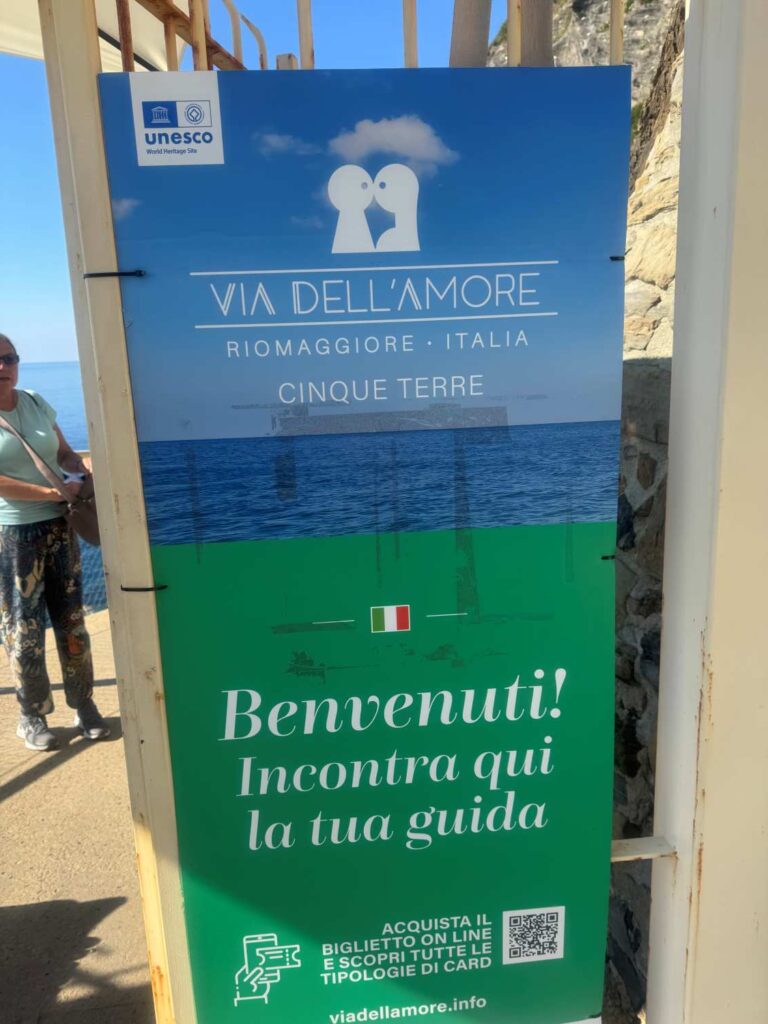 unesco
World Heritage Site
VIA DELL'AMORE
RIOMAGGIORE · ITALIA
CINQUE TERRE
Benvenuti!
Incontra qui
la tua guida
ACQUISTA IL
BIGLIETTO ON LINE
E SCOPRI TUTTE LE
TIPOLOGIE DI CARD
viadellamore.info